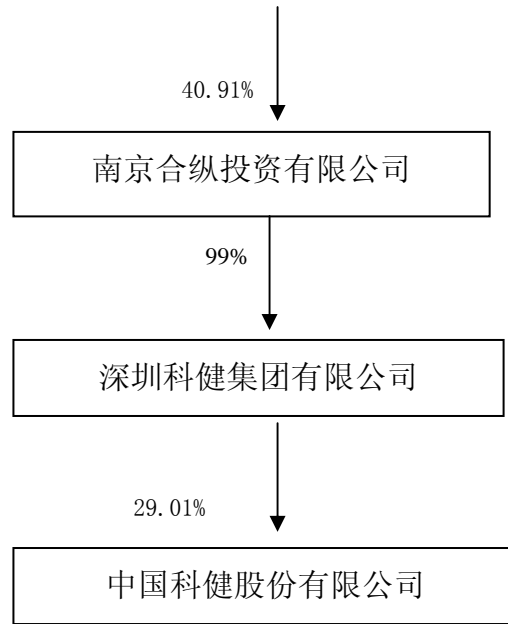 40.91%
南京合纵投资有限公司
99%
深圳科健集团有限公司
29.01%
中国科健股份有限公司